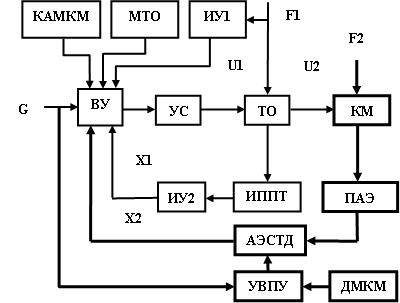 КАМКМ МТО ИУ1 F1
F2
U1 U2
G ВУ УС ТО КМ
X1
ИУ2 ИППТ ПАЭ
X2
АЭСТД
УВПУ ДМКМ